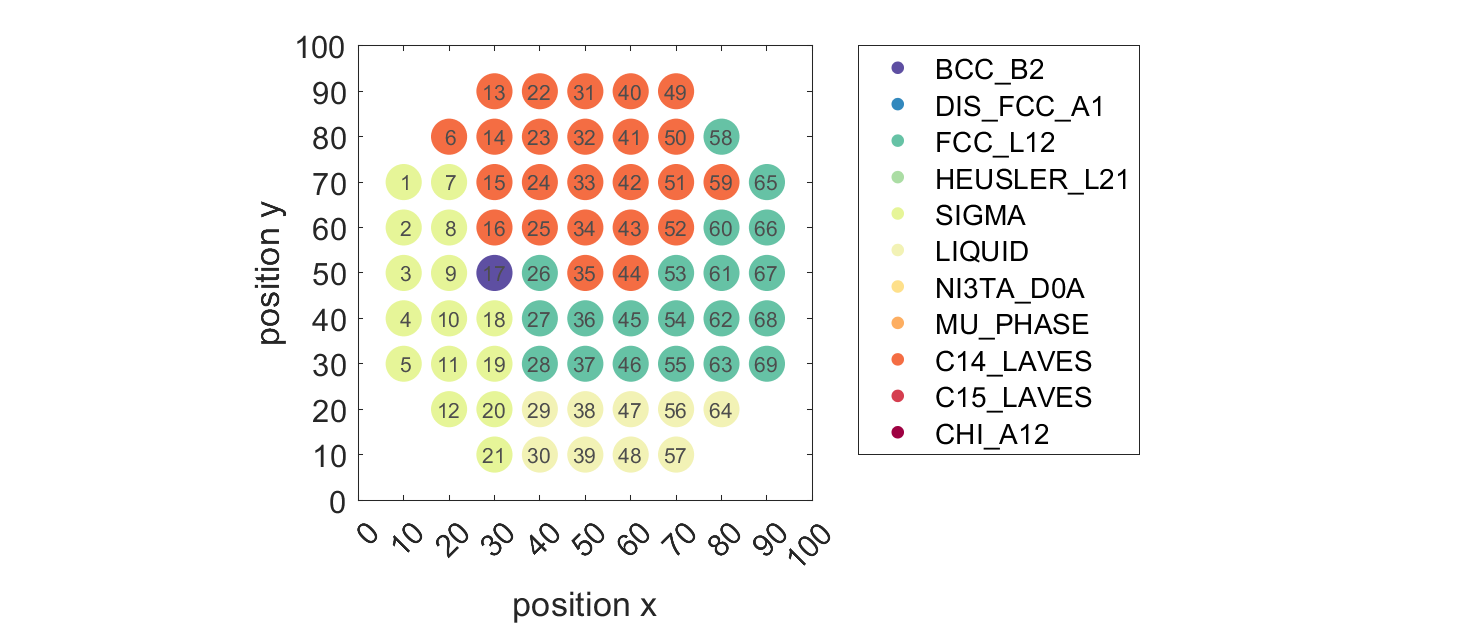 100
90
80
70
60
50
40
30
20
10
0
position y
13 22 31 40 49
6 14 23 32 41 50 58
1 7 15 24 33 42 51 59 65
2 8 16 25 34 43 52 60 66
3 9 17 26 35 44 53 61 67
4 10 18 27 36 45 54 62 68
5 11 19 28 37 46 55 63 69
12 20 29 38 47 56 64
21 30 39 48 57
0 10 20 30 40 50 60 70 80 90 100
position x
BCC_B2
DIS_FCC_A1
FCC_L12
HEUSLER_L21
SIGMA
LIQUID
NI3TA_D0A
MU_PHASE
C14_LAVES
C15_LAVES
CHI_A12